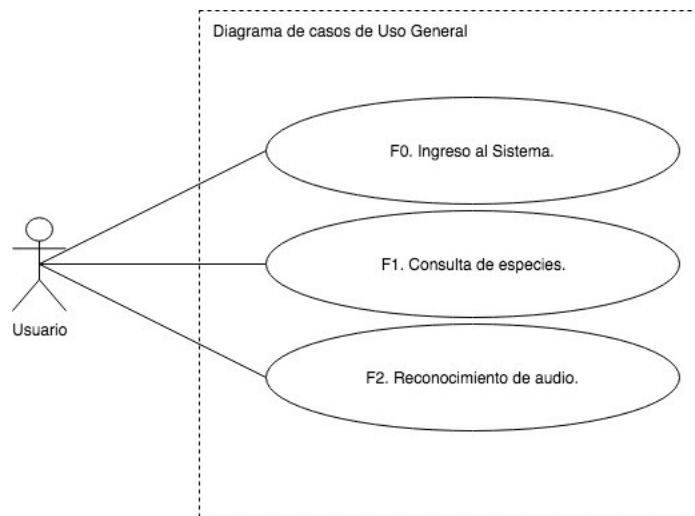 Diagrama de casos de Uso General
F0. Ingreso al Sistema.
F1. Consulta de especies.
Usuario
F2. Reconocimiento de audio.